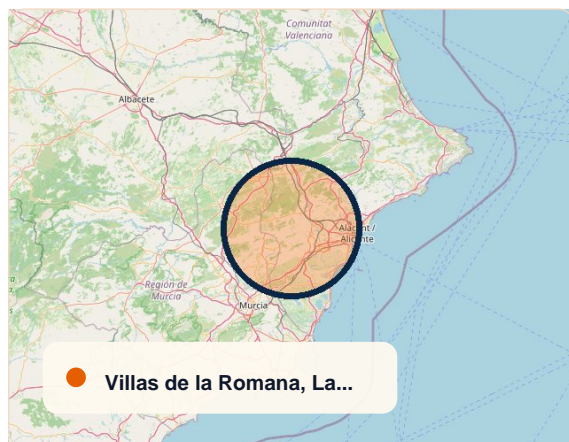 Comunitat
Valenciana
Albacete
Alacant /
Alicante
Región de
Murcia
Murcia
Villas de la Romana, La...